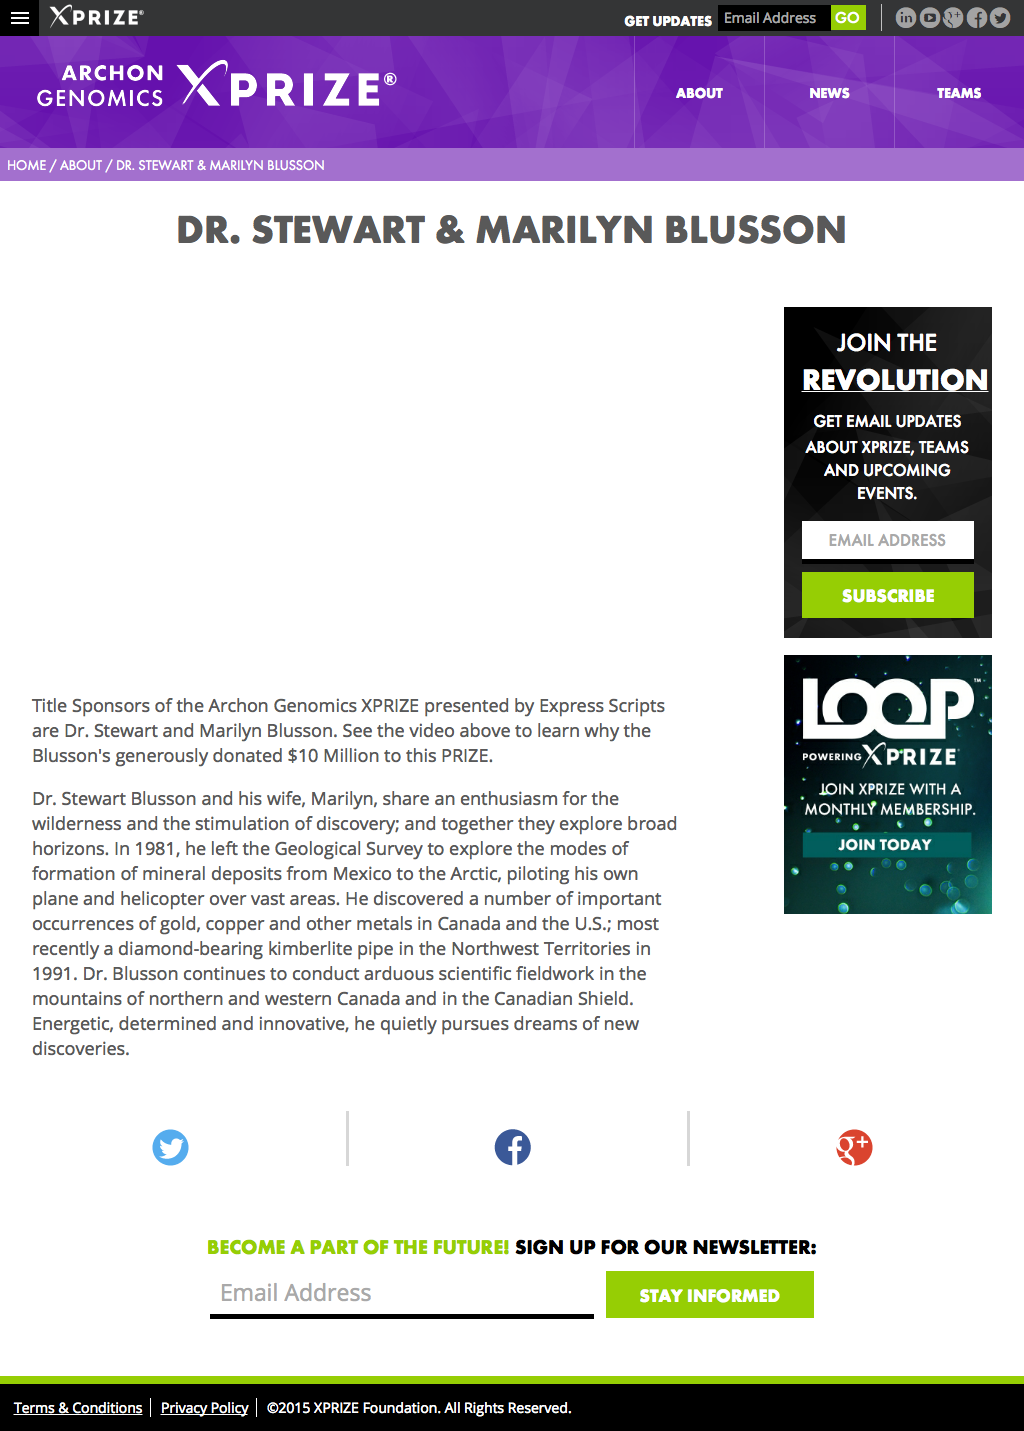 XPRIZE®
GET UPDATES Email Address GO
ARCHON
GENOMICS XPRIZE®
ABOUT NEWS TEAMS
HOME / ABOUT / DR. STEWART & MARILYN BLUSSON
DR. STEWART & MARILYN BLUSSON
JOIN THE
REVOLUTION
GET EMAIL UPDATES
ABOUT XPRIZE, TEAMS
AND UPCOMING
EVENTS.
EMAIL ADDRESS
SUBSCRIBE
LOOP™
POWERING XPRIZE
JOIN XPRIZE WITH A
MONTHLY MEMBERSHIP.
JOIN TODAY
Title Sponsors of the Archon Genomics XPRIZE presented by Express Scripts
are Dr. Stewart and Marilyn Blusson. See the video above to learn why the
Blusson's generously donated $10 Million to this PRIZE.
Dr. Stewart Blusson and his wife, Marilyn, share an enthusiasm for the
wilderness and the stimulation of discovery; and together they explore broad
horizons. In 1981, he left the Geological Survey to explore the modes of
formation of mineral deposits from Mexico to the Arctic, piloting his own
plane and helicopter over vast areas. He discovered a number of important
occurrences of gold, copper and other metals in Canada and the U.S.; most
recently a diamond-bearing kimberlite pipe in the Northwest Territories in
1991. Dr. Blusson continues to conduct arduous scientific fieldwork in the
mountains of northern and western Canada and in the Canadian Shield.
Energetic, determined and innovative, he quietly pursues dreams of new
discoveries.
BECOME A PART OF THE FUTURE! SIGN UP FOR OUR NEWSLETTER:
Email Address STAY INFORMED
Terms & Conditions Privacy Policy ©2015 XPRIZE Foundation. All Rights Reserved.